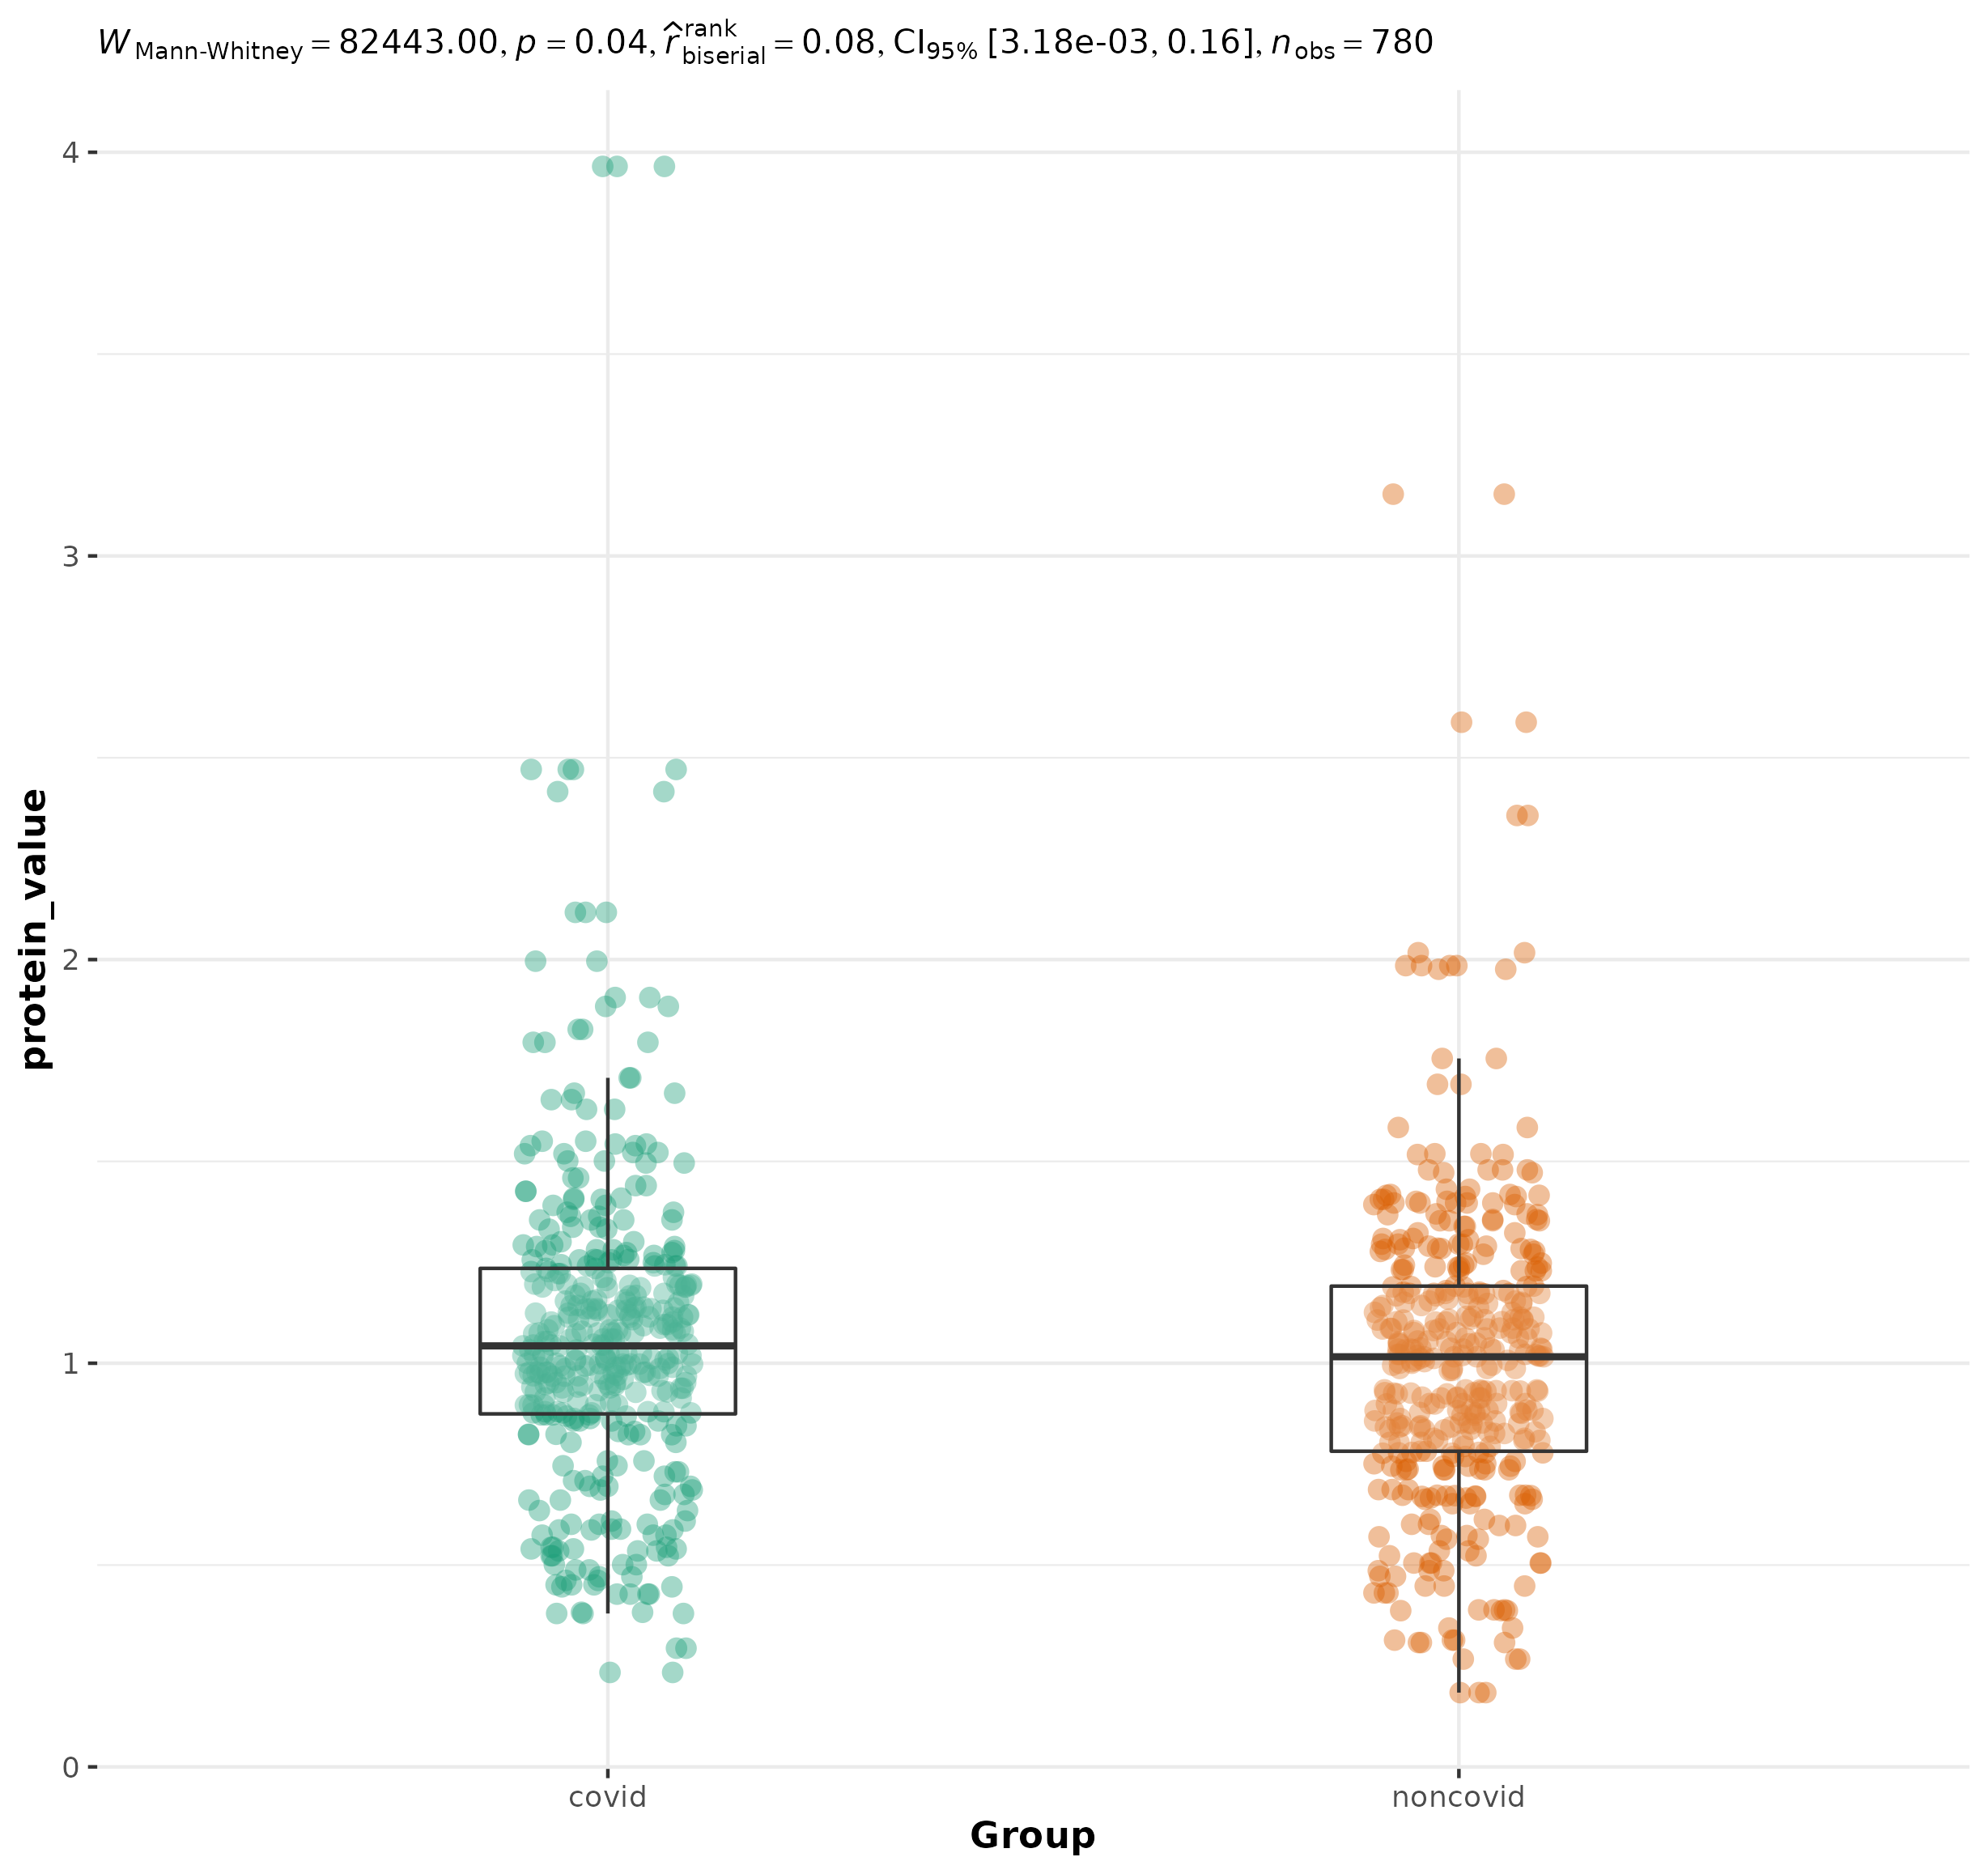 W Mann-Whitney = 82443.00, p = 0.04, r̂ rank biserial = 0.08, CI95% [3.18e-03, 0.16], n obs = 780
4
3
2
1
0
protein_value
covid noncovid
Group